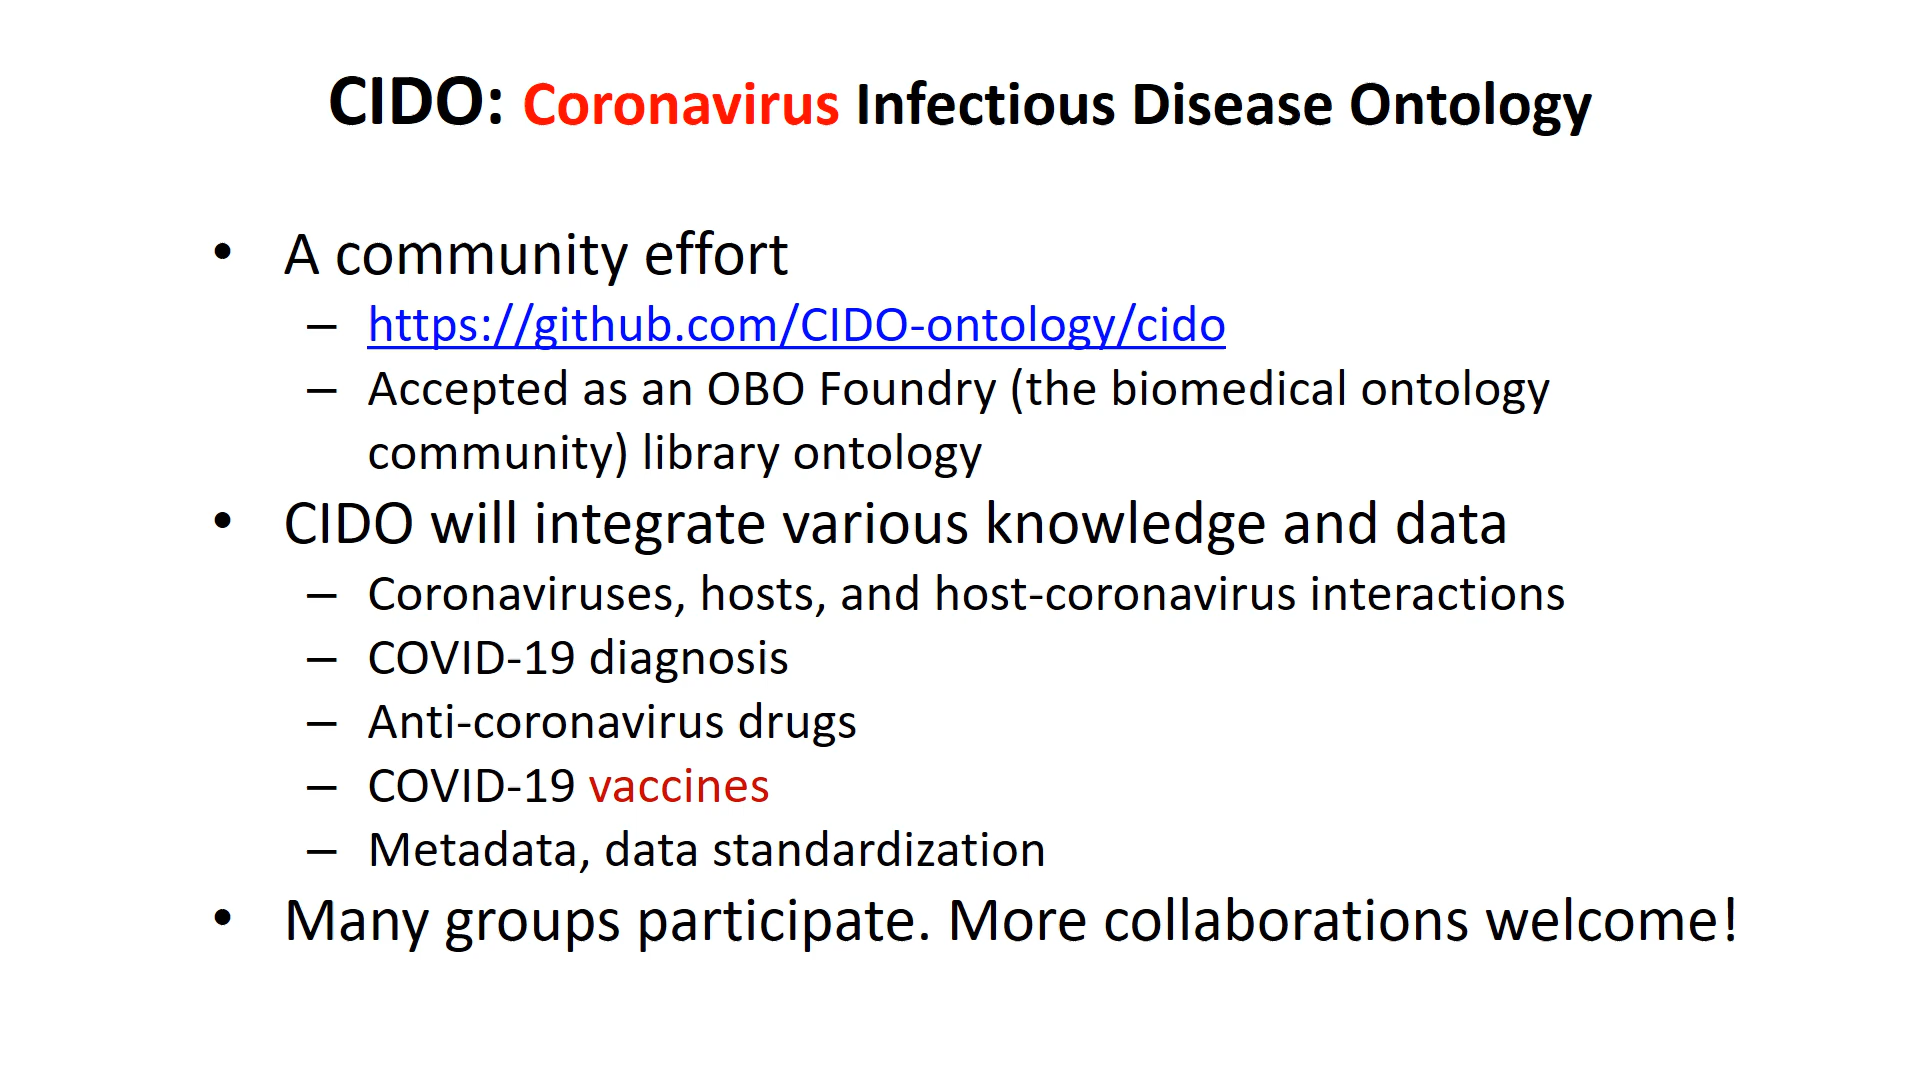 CIDO: Coronavirus Infectious Disease Ontology
• A community effort
– https://github.com/CIDO-ontology/cido
– Accepted as an OBO Foundry (the biomedical ontology
community) library ontology
• CIDO will integrate various knowledge and data
– Coronaviruses, hosts, and host-coronavirus interactions
– COVID-19 diagnosis
– Anti-coronavirus drugs
– COVID-19 vaccines
– Metadata, data standardization
• Many groups participate. More collaborations welcome!